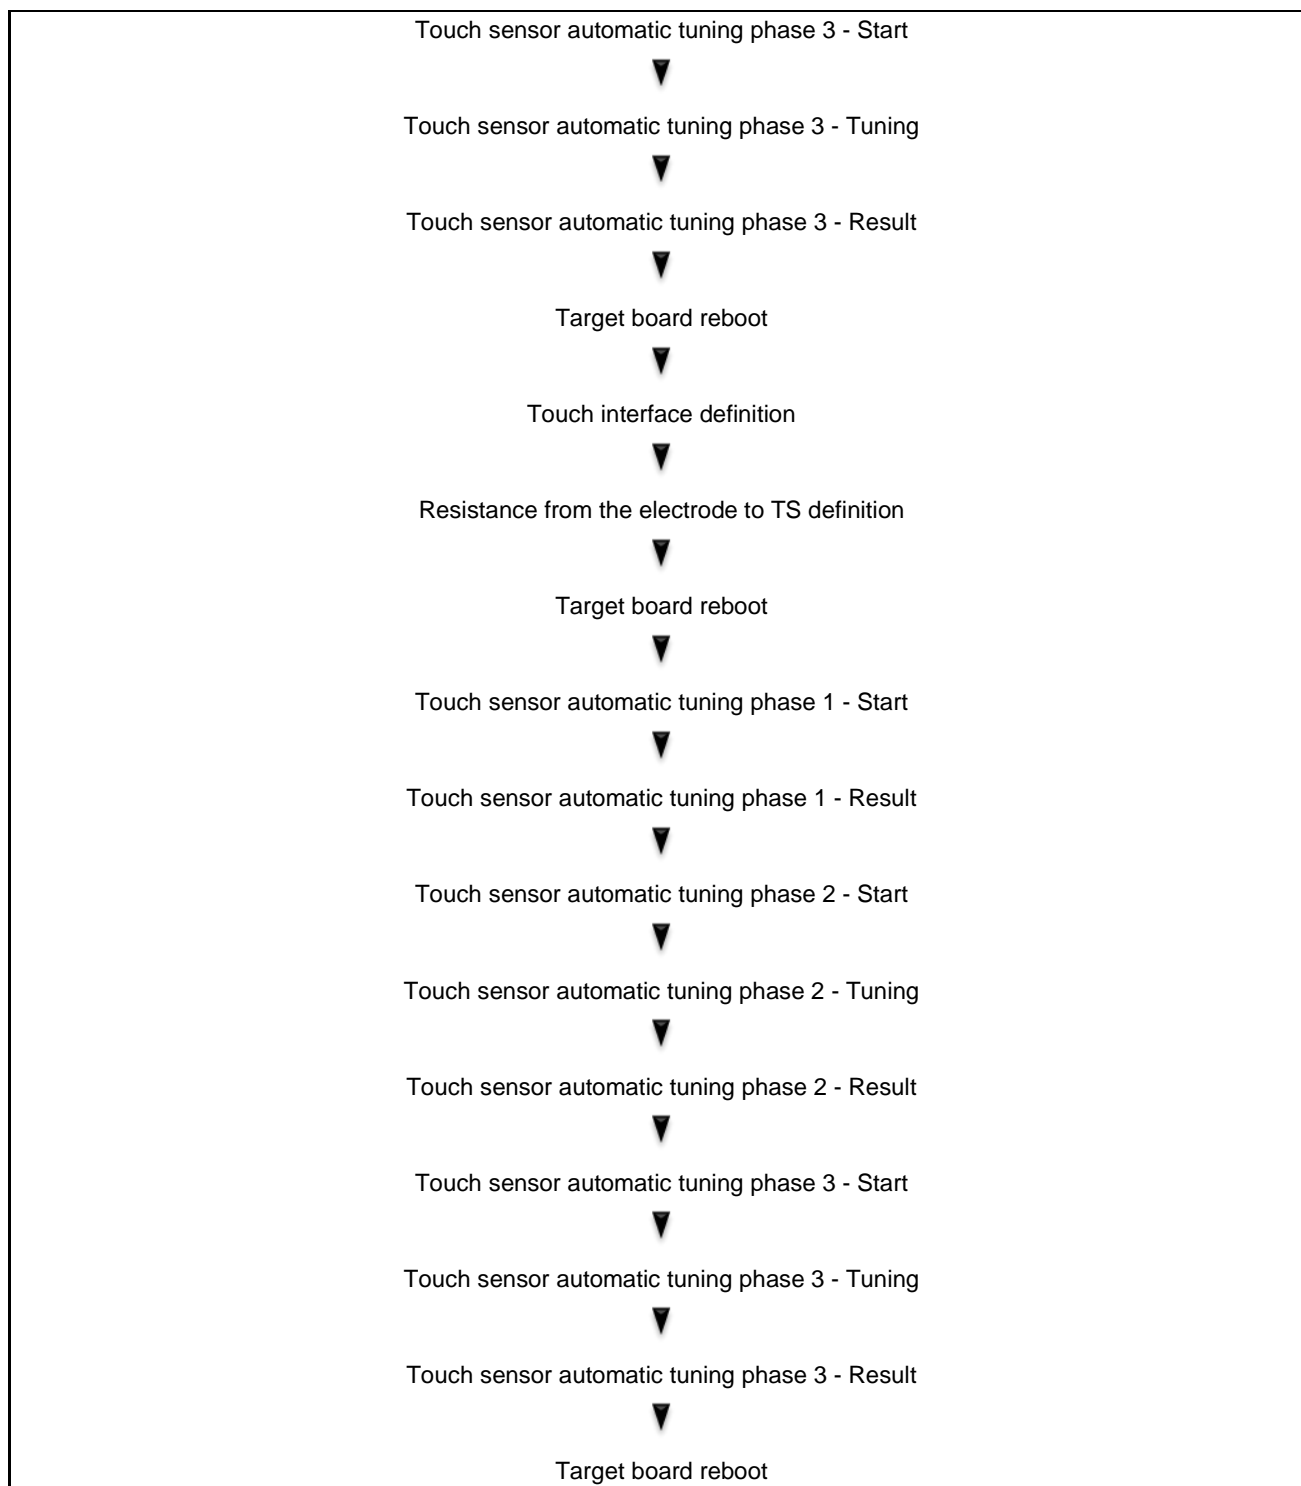 Touch sensor automatic tuning phase 3 - Start
Touch sensor automatic tuning phase 3 - Tuning
Touch sensor automatic tuning phase 3 - Result
Target board reboot
Touch interface definition
Resistance from the electrode to TS definition
Target board reboot
Touch sensor automatic tuning phase 1 - Start
Touch sensor automatic tuning phase 1 - Result
Touch sensor automatic tuning phase 2 - Start
Touch sensor automatic tuning phase 2 - Tuning
Touch sensor automatic tuning phase 2 - Result
Touch sensor automatic tuning phase 3 - Start
Touch sensor automatic tuning phase 3 - Tuning
Touch sensor automatic tuning phase 3 - Result
Target board reboot